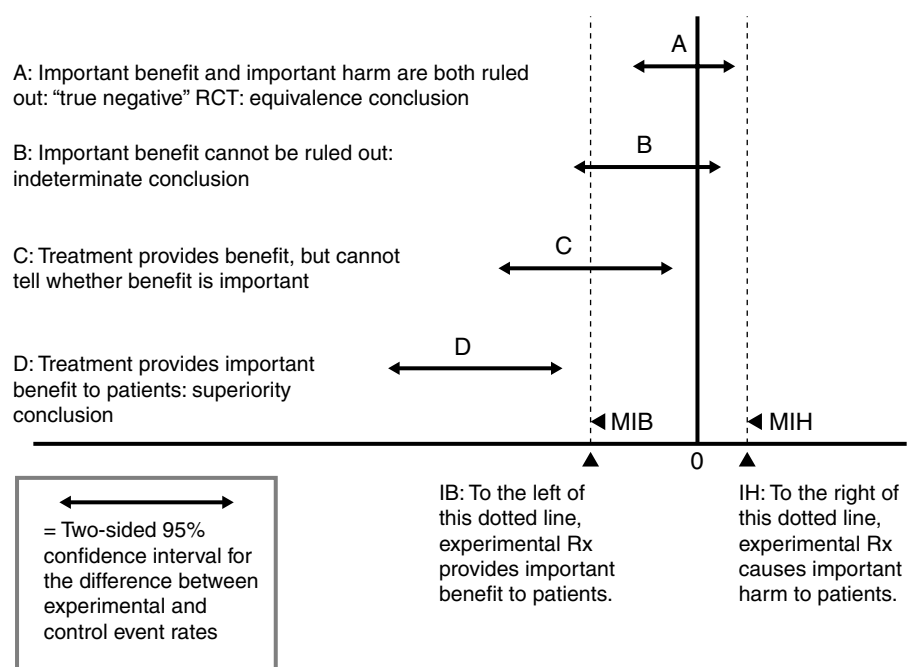 A
A: Important benefit and important harm are both ruled
out: “true negative” RCT: equivalence conclusion
B: Important benefit cannot be ruled out:
indeterminate conclusion
B
C: Treatment provides benefit, but cannot
tell whether benefit is important
C
D: Treatment provides important
benefit to patients: superiority
conclusion
D
MIB
MIH
0
IB: To the left of
this dotted line,
experimental Rx
provides important
benefit to patients.
IH: To the right of
this dotted line,
experimental Rx
causes important
harm to patients.
= Two-sided 95%
confidence interval for
the difference between
experimental and
control event rates